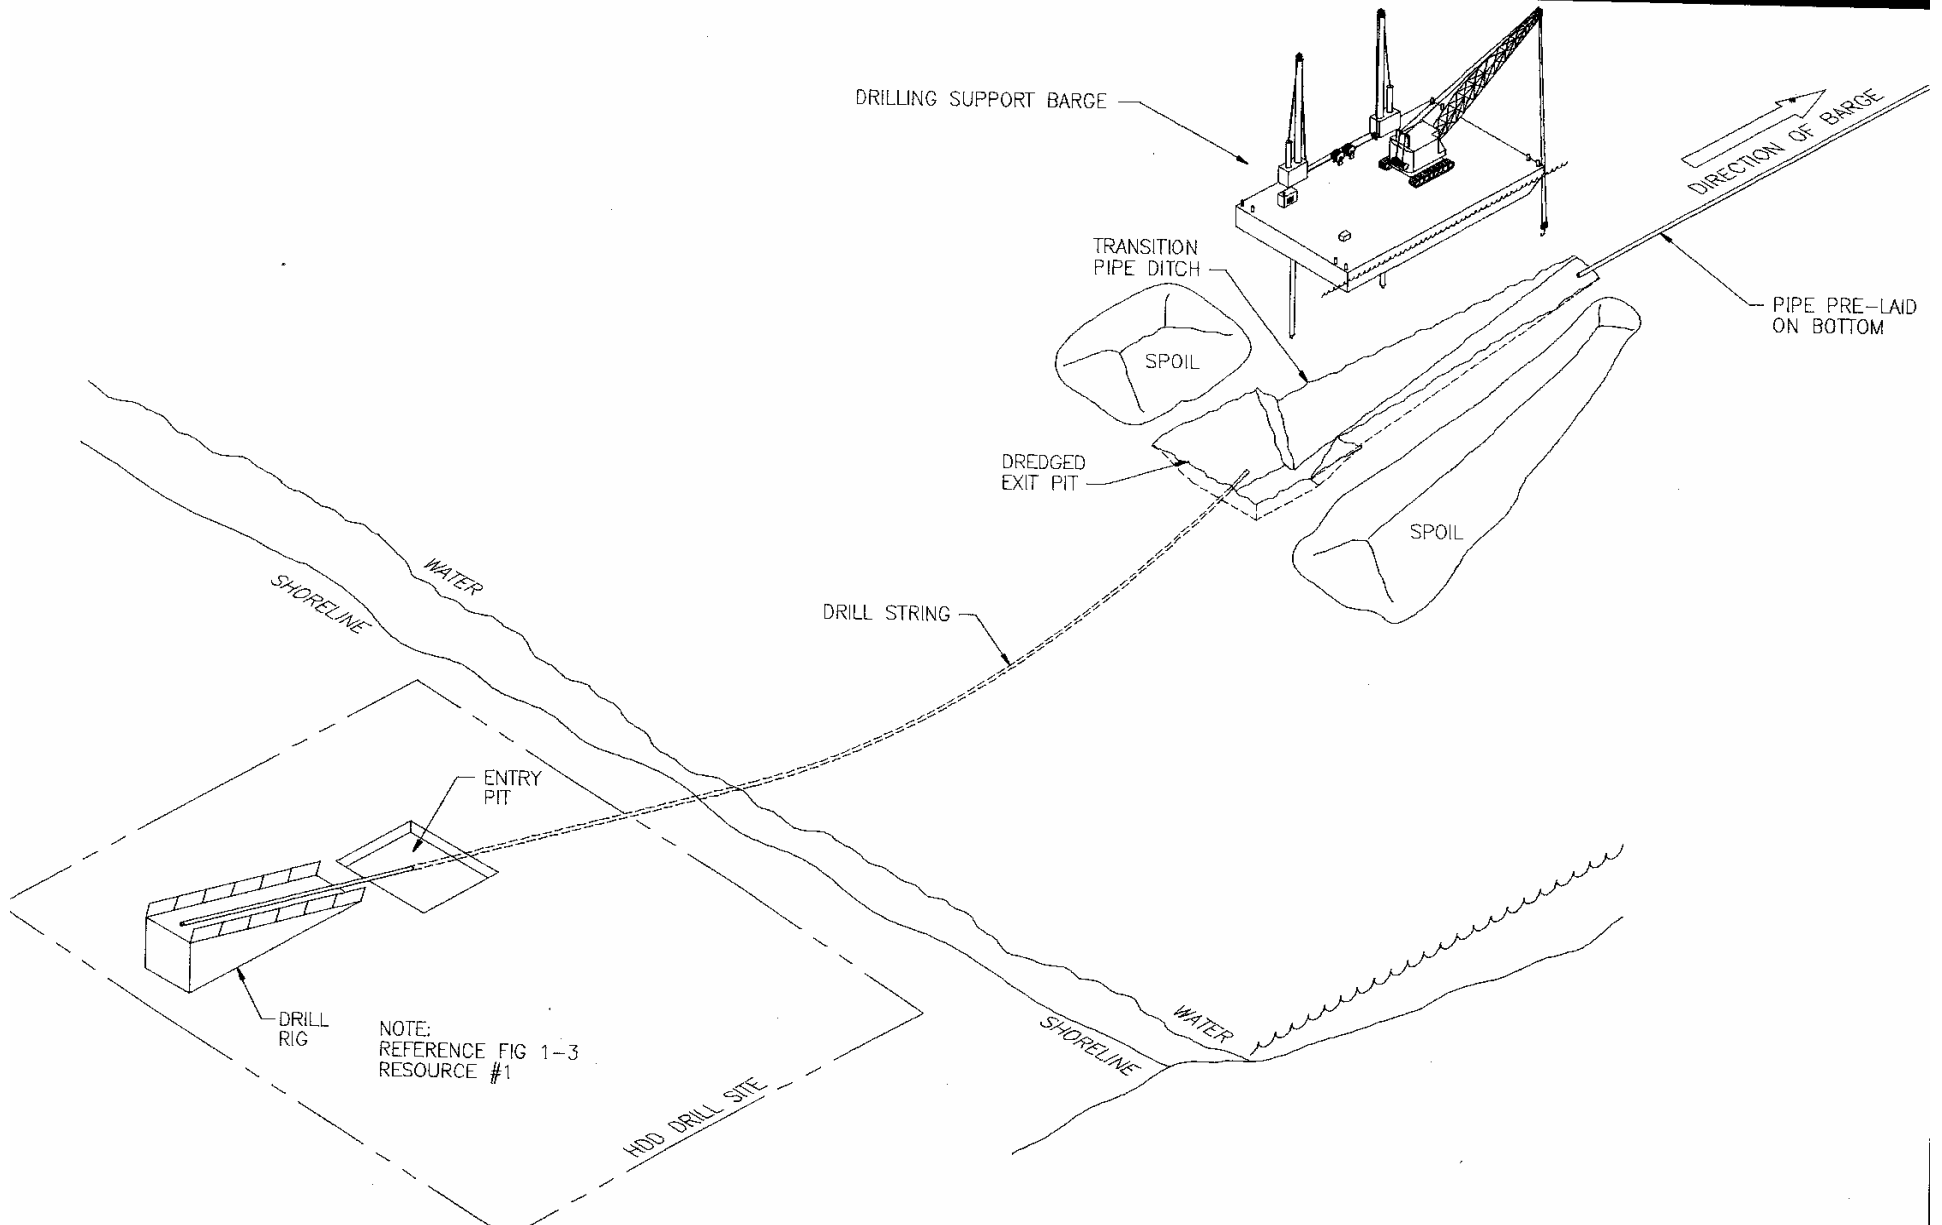 DRILLING SUPPORT BARGE
DIRECTION OF BARGE
TRANSITION
PIPE DITCH
PIPE PRE-LAID
ON BOTTOM
SPOIL
DREDGED
EXIT PIT
SPOIL
WATER
SHORELINE
DRILL STRING
ENTRY
PIT
DRILL
RIG
NOTE:
REFERENCE FIG 1-3
RESOURCE #1
WATER
SHORELINE
HDD DRILL SITE